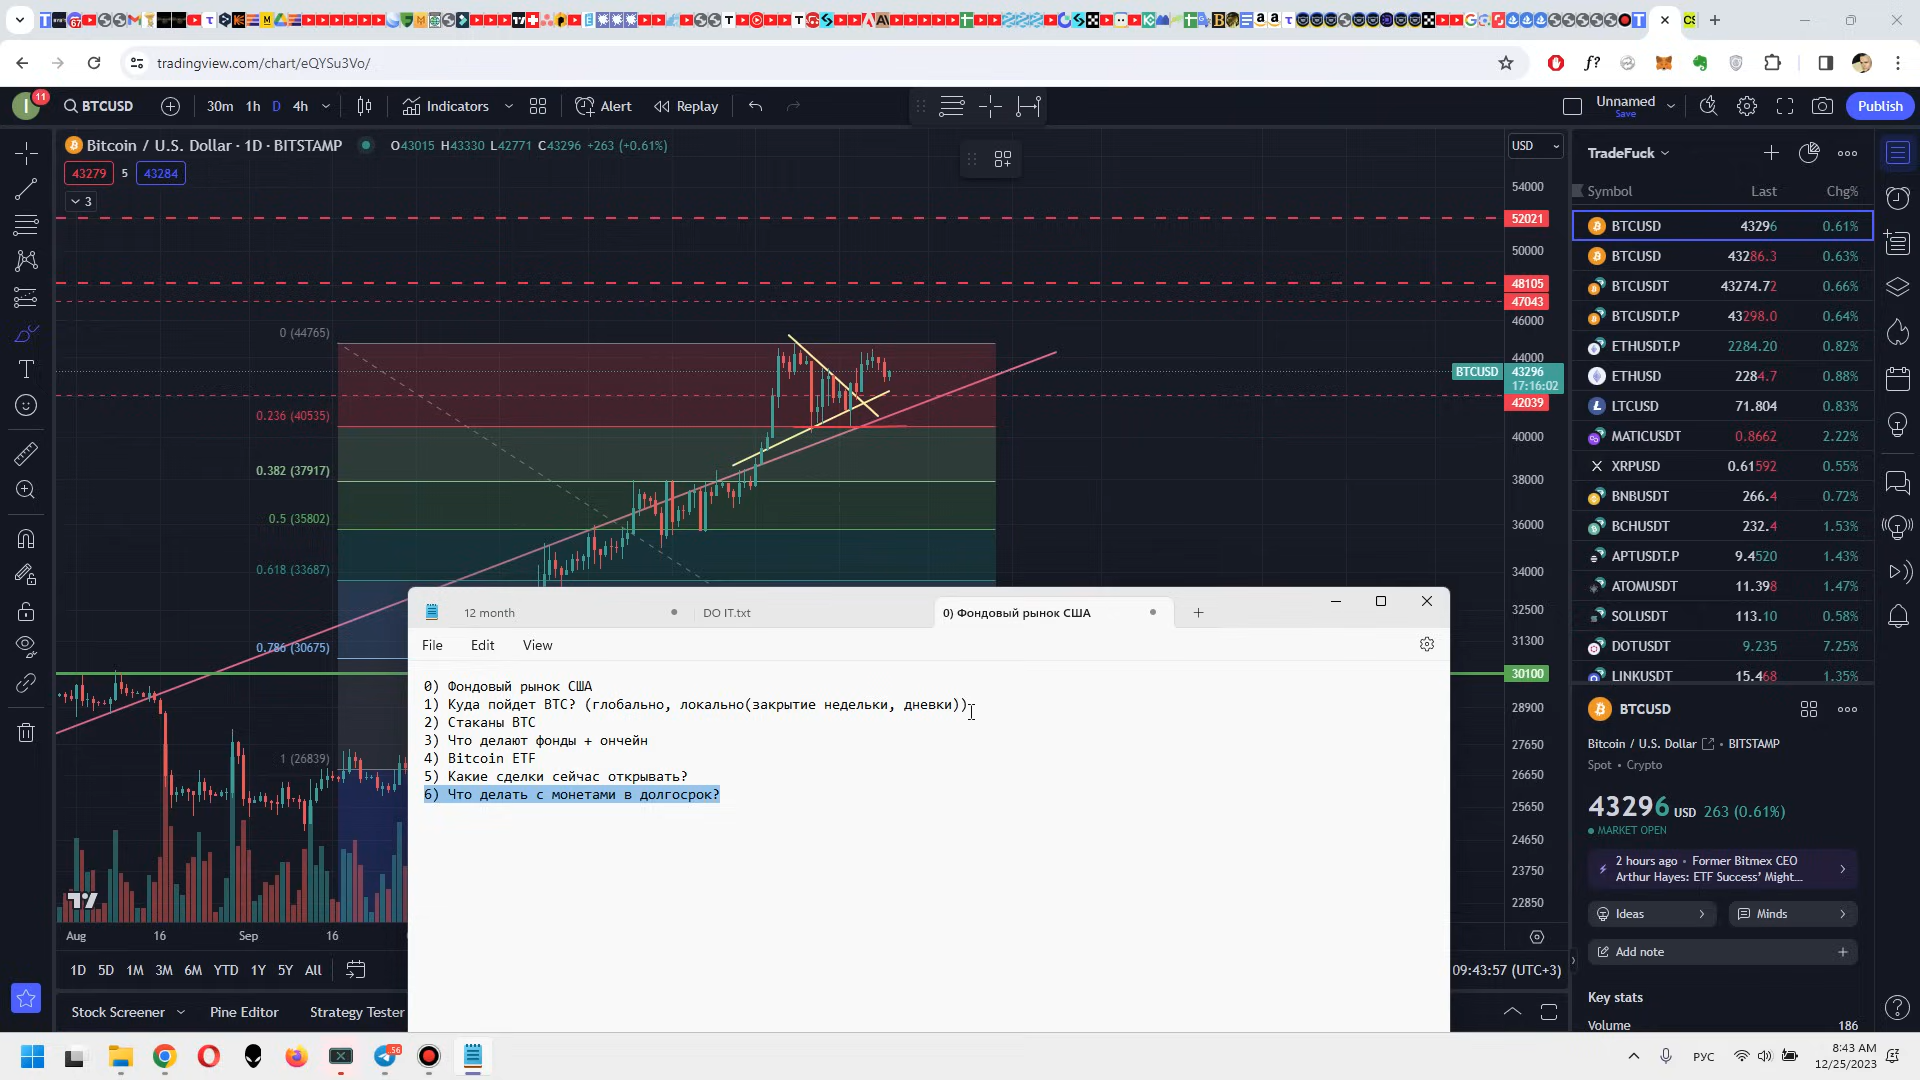 tradingview.com/chart/eQYSu3Vo/
11
BTCUSD
30m 1h D 4h
Indicators
Alert
Replay
Unnamed
Save
Publish
Bitcoin / U.S. Dollar · 1D · BITSTAMP
O43015 H43330 L42771 C43296 +263 (+0.61%)
43279 5 43284
3
USD
54000
52021
50000
48105
47043
46000
44000
BTCUSD 43296
17:16:02
42039
40000
38000
36000
34000
32500
31300
30100
28900
27650
26650
25650
24650
23750
22850
0 (44765)
0.236 (40535)
0.382 (37917)
0.5 (35802)
0.618 (33687)
0.786 (30675)
1 (26839)
Aug 16 Sep 16
1D 5D 1M 3M 6M YTD 1Y 5Y All
09:43:57 (UTC+3)
Stock Screener
Pine Editor
Strategy Tester
12 month
DO IT.txt
0) Фондовый рынок США
File Edit View
0) Фондовый рынок США
1) Куда пойдет BTC? (глобально, локально(закрытие недельки, дневки))
2) Стаканы BTC
3) Что делают фонды + ончейн
4) Bitcoin ETF
5) Какие сделки сейчас открывать?
6) Что делать с монетами в долгосрок?
TradeFuck
Symbol Last Chg%
BTCUSD 43296 0.61%
BTCUSD 43286.3 0.63%
BTCUSDT 43274.72 0.66%
BTCUSDT.P 43298.0 0.64%
ETHUSDT.P 2284.20 0.82%
ETHUSD 2284.7 0.88%
LTCUSD 71.804 0.83%
MATICUSDT 0.8662 2.22%
XRPUSD 0.61592 0.55%
BNBUSDT 266.4 0.72%
BCHUSDT 232.4 1.53%
APTUSDT.P 9.4520 1.43%
ATOMUSDT 11.398 1.47%
SOLUSDT 113.10 0.58%
DOTUSDT 9.235 7.25%
LINKUSDT 15.468 1.35%
BTCUSD
Bitcoin / U.S. Dollar • BITSTAMP
Spot • Crypto
43296 USD 263 (0.61%)
MARKET OPEN
2 hours ago • Former Bitmex CEO
Arthur Hayes: ETF Success' Might...
Ideas
Minds
Add note
Key stats
Volume 186
56
РУС
8:43 AM
12/25/2023